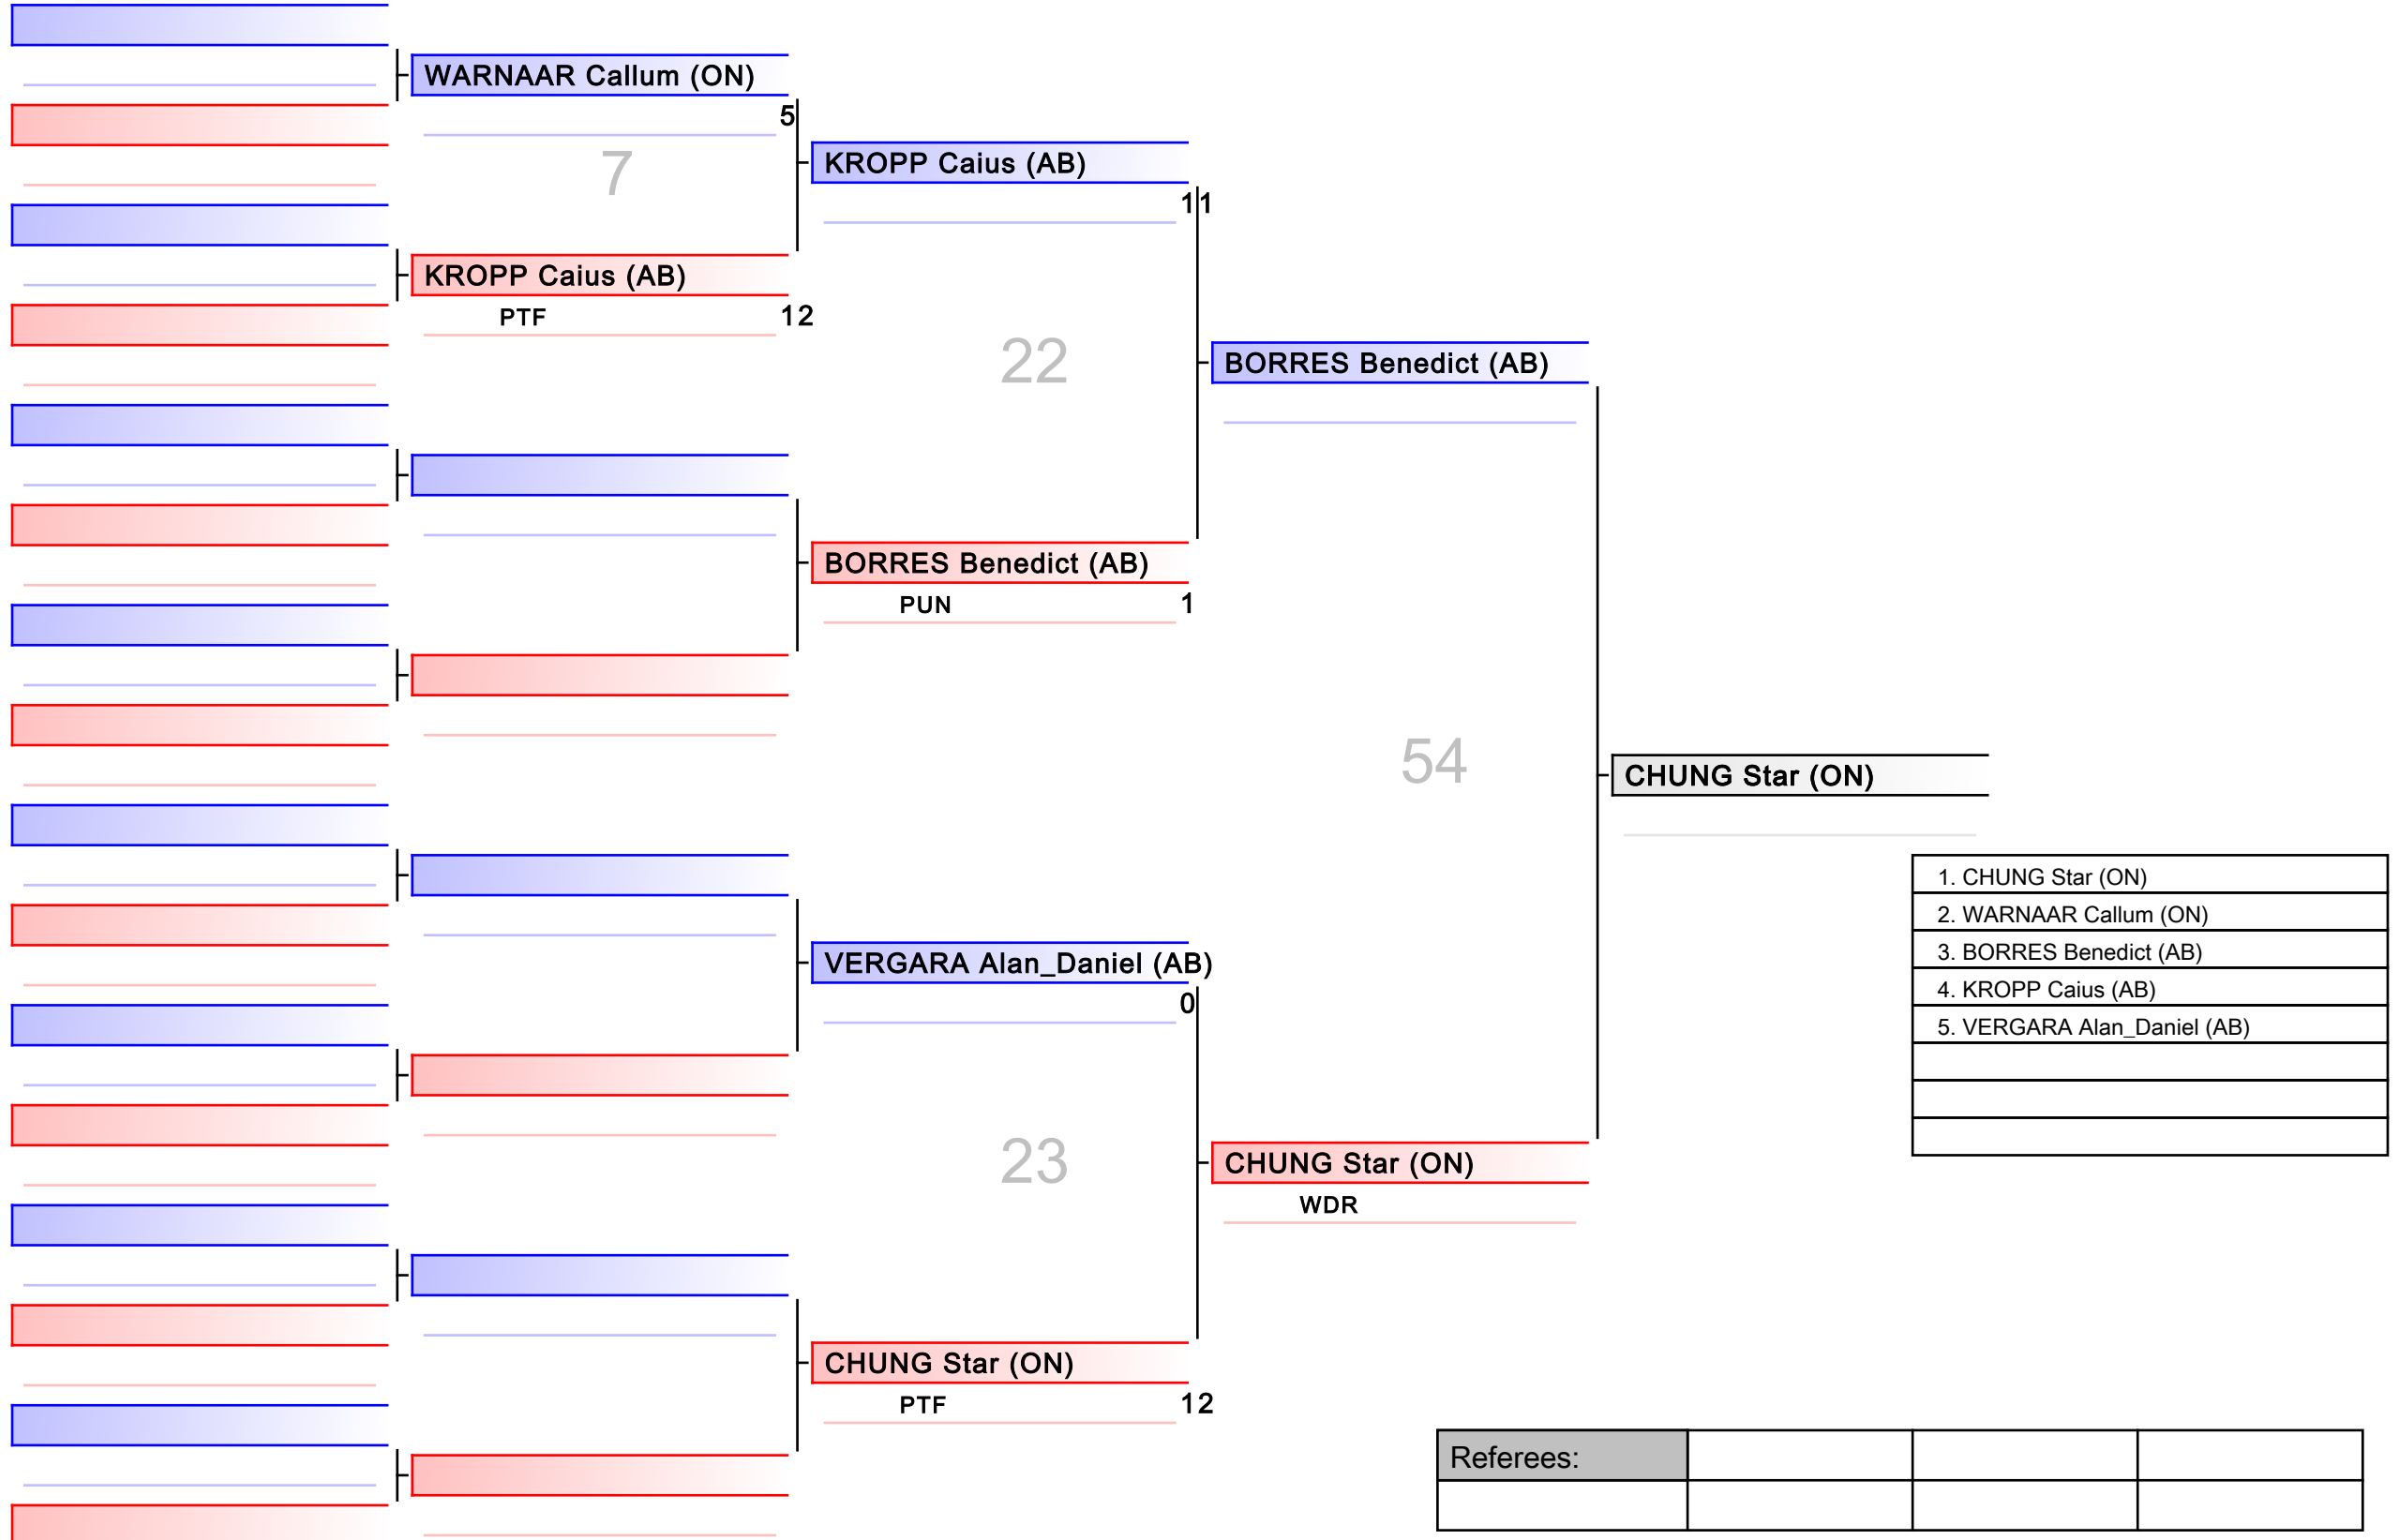 WARNAAR Callum (ON)
5
7
KROPP Caius (AB)
PTF 12
KROPP Caius (AB)
11
22
BORRES Benedict (AB)
PUN 1
BORRES Benedict (AB)
54
VERGARA Alan_Daniel (AB)
0
23
CHUNG Star (ON)
PTF 12
CHUNG Star (ON)
WDR
CHUNG Star (ON)
1. CHUNG Star (ON)
2. WARNAAR Callum (ON)
3. BORRES Benedict (AB)
4. KROPP Caius (AB)
5. VERGARA Alan_Daniel (AB)
Referees: